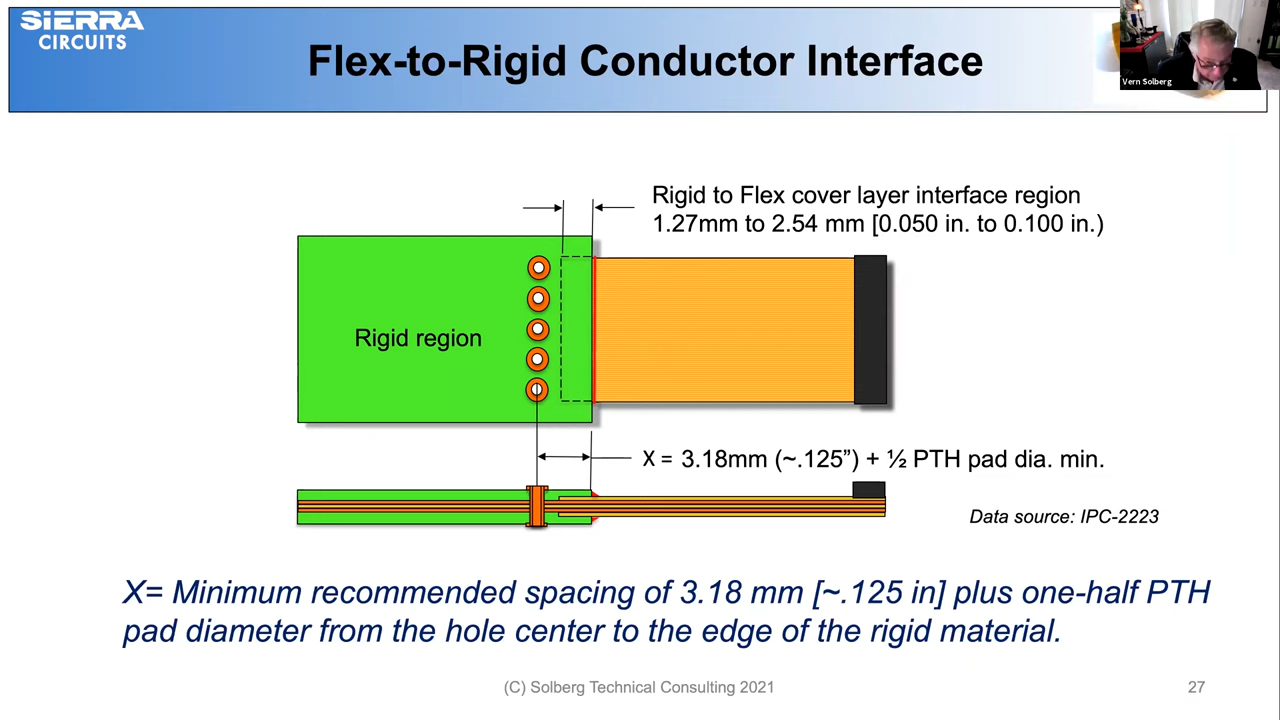 SiERRA
CIRCUITS
Flex-to-Rigid Conductor Interface
Vern Solberg
Rigid to Flex cover layer interface region
1.27mm to 2.54 mm [0.050 in. to 0.100 in.)
Rigid region
X = 3.18mm (~.125”) + ½ PTH pad dia. min.
Data source: IPC-2223
X= Minimum recommended spacing of 3.18 mm [~.125 in] plus one-half PTH
pad diameter from the hole center to the edge of the rigid material.
(C) Solberg Technical Consulting 2021
27